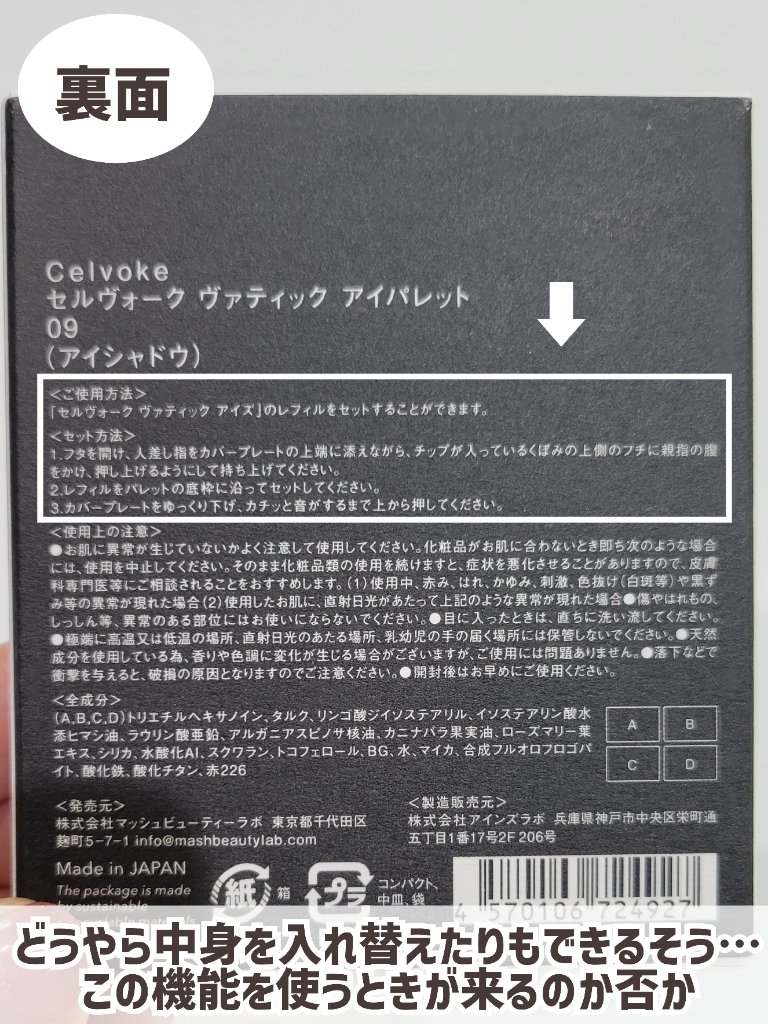 裏面
Celvoke
セルヴォーク ヴァティック アイパレット
09
(アイシャドウ)
<ご使用方法>
「セルヴォーク ヴァティック アイズ」のレフィルをセットすることができます。
<セット方法>
1.フタを開け、人差し指をカバープレートの上端に添えながら、チップが入っているくぼみの上側のフチに親指の腹
をかけ、押し上げるようにして持ち上げてください。
2.レフィルをパレットの底枠に沿ってセットしてください。
3.カバープレートをゆっくり下げ、カチッと音がするまで上から押してください。
<使用上の注意>
●お肌に異常が生じていないかよく注意して使用してください。化粧品がお肌に合わないとき即ち次のような場合
には、使用を中止してください。そのまま化粧品類の使用を続けますと、症状を悪化させることがありますので、皮膚
科専門医等にご相談されることをおすすめします。(1)使用中、赤み、はれ、かゆみ、刺激、色抜け(白斑等)や黒ず
み等の異常が現れた場合(2)使用したお肌に、直射日光があたって上記のような異常が現れた場合●傷やはれもの、
しっしん等、異常のある部位にはお使いにならないでください。●目に入ったときは、直ちに洗い流してください。
●極端に高温又は低温の場所、直射日光のあたる場所、乳幼児の手の届く場所には保管しないでください。●天然
成分を使用している為、香りや色調に変化が生じる場合がございますが、ご使用には問題ありません。●落下などで
衝撃を与えると、破損の原因となりますのでご注意ください。●開封後はお早めにご使用ください。
<全成分>
(A,B,C,D)トリエチルヘキサノイン、タルク、リンゴ酸ジイソステアリル、イソステアリン酸水
添ヒマシ油、ラウリン酸亜鉛、アルガニアスピノサ核油、カニナバラ果実油、ローズマリー葉
エキス、シリカ、水酸化Al、スクワラン、トコフェロール、BG、水、マイカ、合成フルオロフロゴパ
イト、酸化鉄、酸化チタン、赤226
A B
C D
<発売元>
株式会社マッシュビューティーラボ 東京都千代田区
麹町5-7-1 info@mashbeautylab.com
<製造販売元>
株式会社アインズラボ 兵庫県神戸市中央区栄町通
五丁目1番17号2F 206号
Made in JAPAN
The package is made
by sustainable
紙 箱
プラ コンパクト、
中皿、袋
4 570106 724927
どうやら中身を入れ替えたりもできるそう…
この機能を使うときが来るのか否か